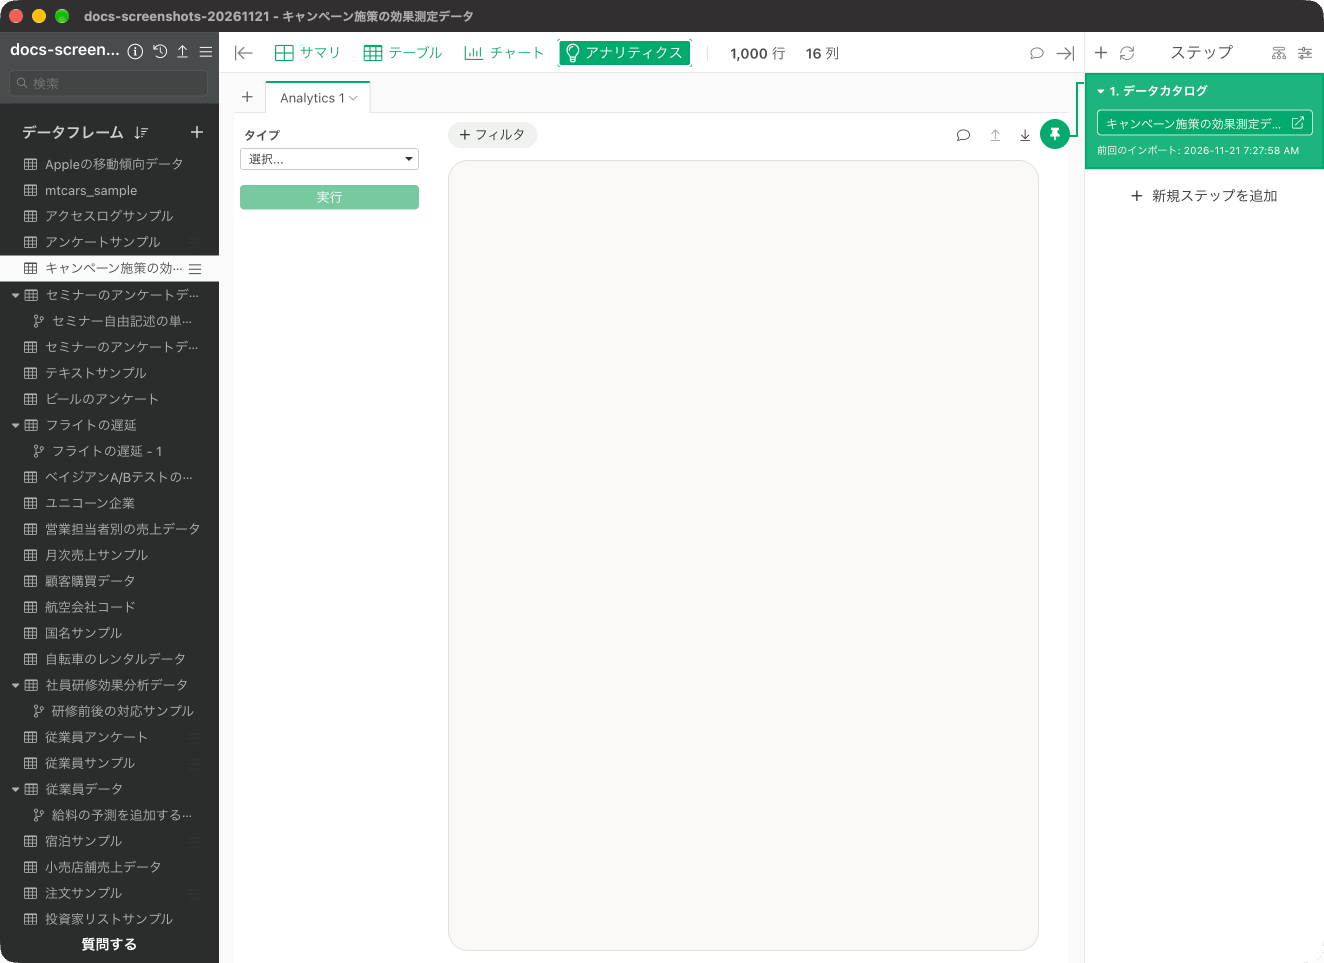 docs-screenshots-20261121 - キャンペーン施策の効果測定データ
docs-screen...
検索
データフレーム
Appleの移動傾向データ
mtcars_sample
アクセスログサンプル
アンケートサンプル
キャンペーン施策の効…
セミナーのアンケートデ…
セミナー自由記述の単…
セミナーのアンケートデ…
テキストサンプル
ビールのアンケート
フライトの遅延
フライトの遅延 - 1
ベイジアンA/Bテストの…
ユニコーン企業
営業担当者別の売上データ
月次売上サンプル
顧客購買データ
航空会社コード
国名サンプル
自転車のレンタルデータ
社員研修効果分析データ
研修前後の対応サンプル
従業員アンケート
従業員サンプル
従業員データ
給料の予測を追加する…
宿泊サンプル
小売店舗売上データ
注文サンプル
投資家リストサンプル
質問する
サマリ
テーブル
チャート
アナリティクス
1,000 行
16 列
Analytics 1
タイプ
選択...
実行
フィルタ
ステップ
1. データカタログ
キャンペーン施策の効果測定デ...
前回のインポート: 2026-11-21 7:27:58 AM
新規ステップを追加